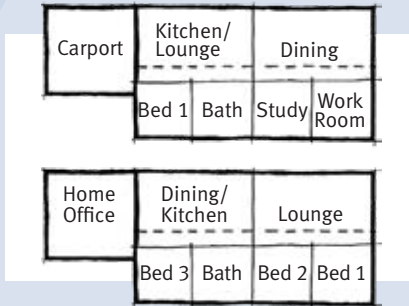 Carport
Kitchen/
Lounge
Dining
Bed 1
Bath
Study
Work
Room
Home
Office
Dining/
Kitchen
Lounge
Bed 3
Bath
Bed 2
Bed 1